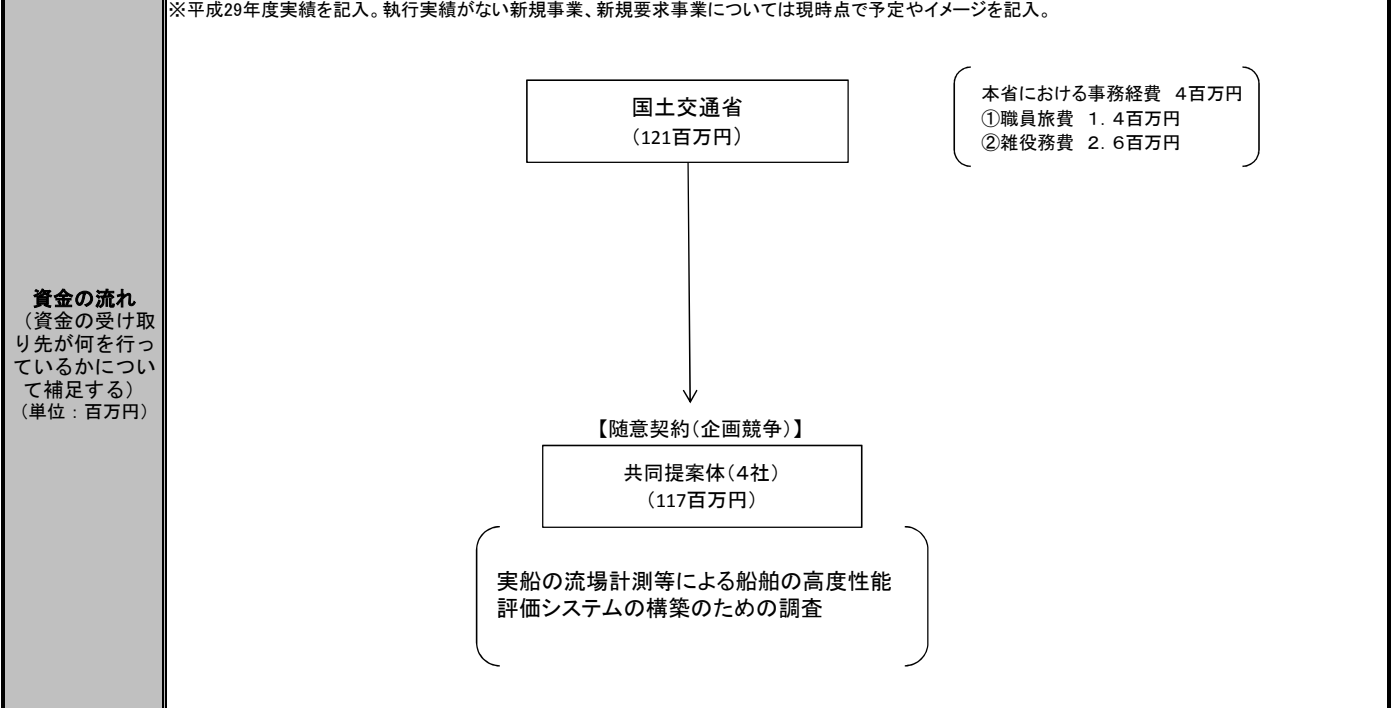 ※平成29年度実績を記入。執行実績がない新規事業、新規要求事業については現時点で予定やイメージを記入。
国土交通省
（121百万円）
本省における事務経費　４百万円
①職員旅費　１．４百万円
②雑役務費　２．６百万円
資金の流れ
（資金の受け取
り先が何を行っ
ているかについ
て補足する）
（単位：百万円）
【随意契約（企画競争）】
共同提案体（４社）
（117百万円）
実船の流場計測等による船舶の高度性能
評価システムの構築のための調査